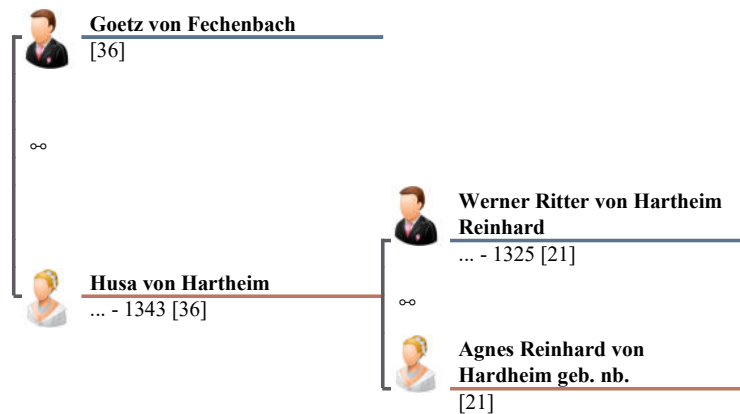 Goetz von Fechenbach
[36]
Werner Ritter von Hartheim
Reinhard
... - 1325 [21]
Husa von Hartheim
... - 1343 [36]
Agnes Reinhard von
Hardheim geb. nb.
[21]